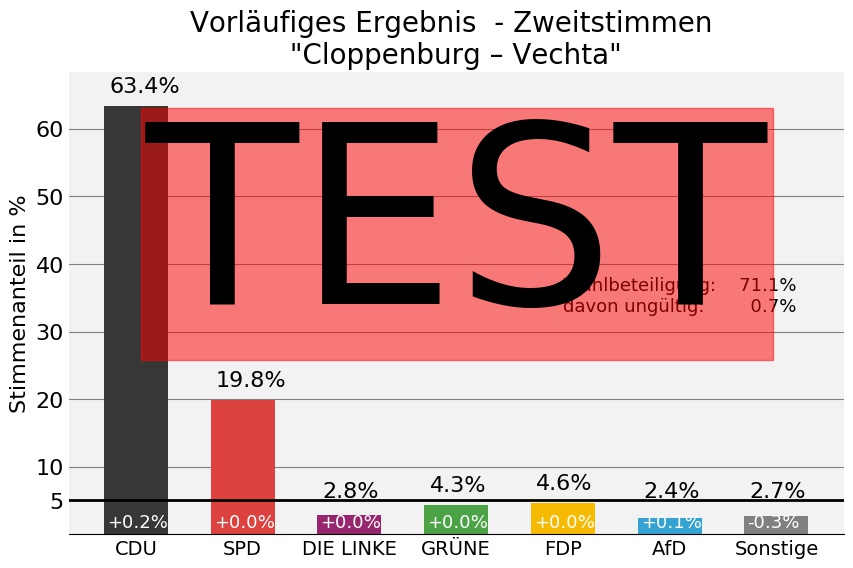 Vorläufiges Ergebnis - Zweitstimmen
"Cloppenburg – Vechta"
Stimmenanteil in %
60
50
40
30
20
10
5
TEST
71.1%
davon ungültig: 0.7%
63.4%
19.8%
2.8%
4.3%
4.6%
2.4%
2.7%
+0.2% +0.0% +0.0% +0.0% +0.0% +0.1% -0.3%
CDU SPD DIE LINKE GRÜNE FDP AfD Sonstige